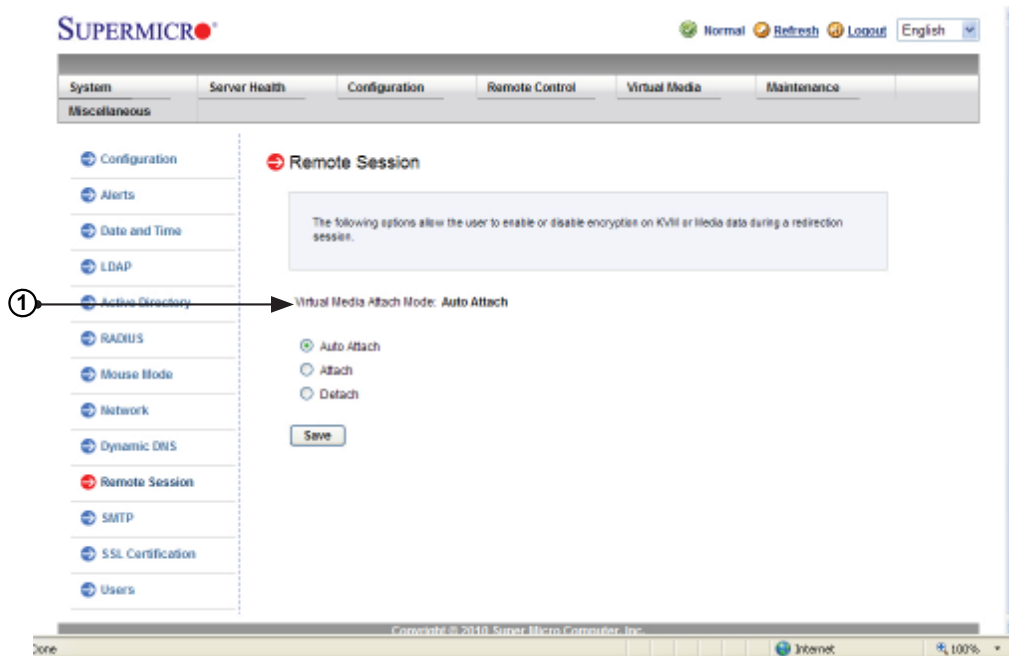 SUPERMICRO
Normal Refresh Logout English
System Server Health Configuration Remote Control Virtual Media Maintenance
Miscellaneous
Configuration
Alerts
Date and Time
LDAP
Active Directory
RADIUS
Mouse Mode
Network
Dynamic DNS
Remote Session
SMTP
SSL Certification
Users
Remote Session
The following options allow the user to enable or disable encryption on KVM or Media data during a redirection
session.
1
Virtual Media Attach Mode: Auto Attach
Auto Attach
Attach
Detach
Save
Copyright © 2010 Super Micro Computer, Inc.
Done Internet 100%